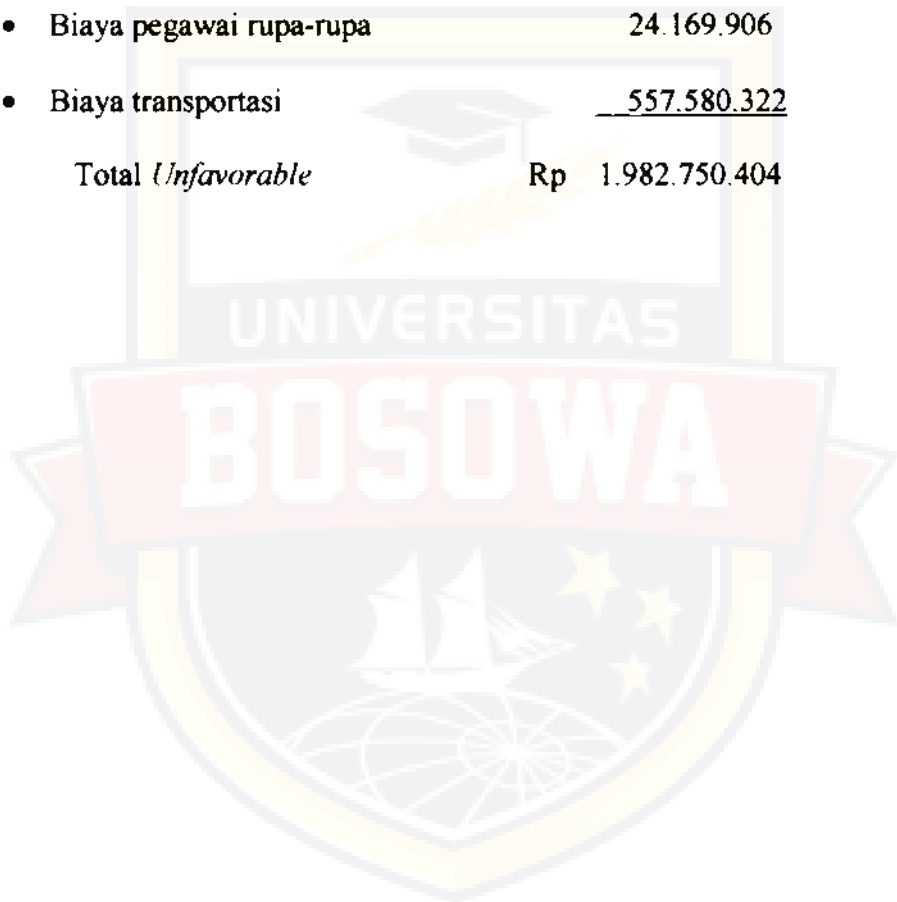 • Biaya pegawai rupa-rupa 24.169.906
• Biaya transportasi 557.580.322
Total Unfavorable Rp 1.982.750.404
UNIVERSITAS
BOSOWA